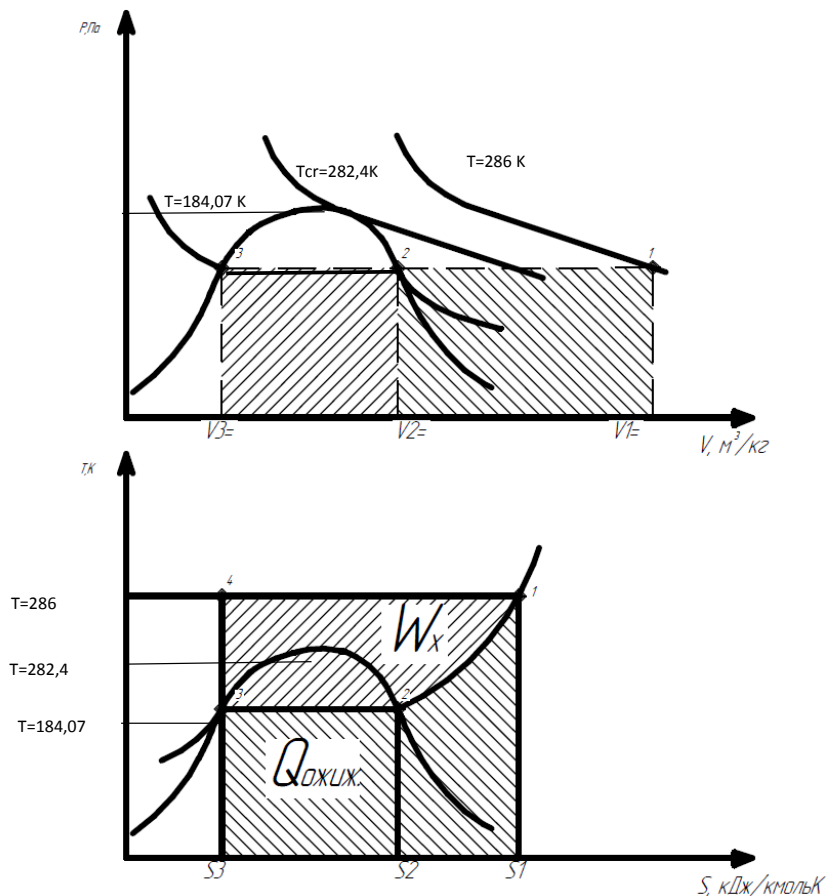 P,Па
T=286 K
Tcr=282,4K
T=184,07 K
3
2
1
V3=
V2=
V1=
V, м³/кг
T,К
4
1
T=286
Wx
T=282,4
3
2
T=184,07
Qожиж.
S3
S2
S1
S, кДж/кмольК